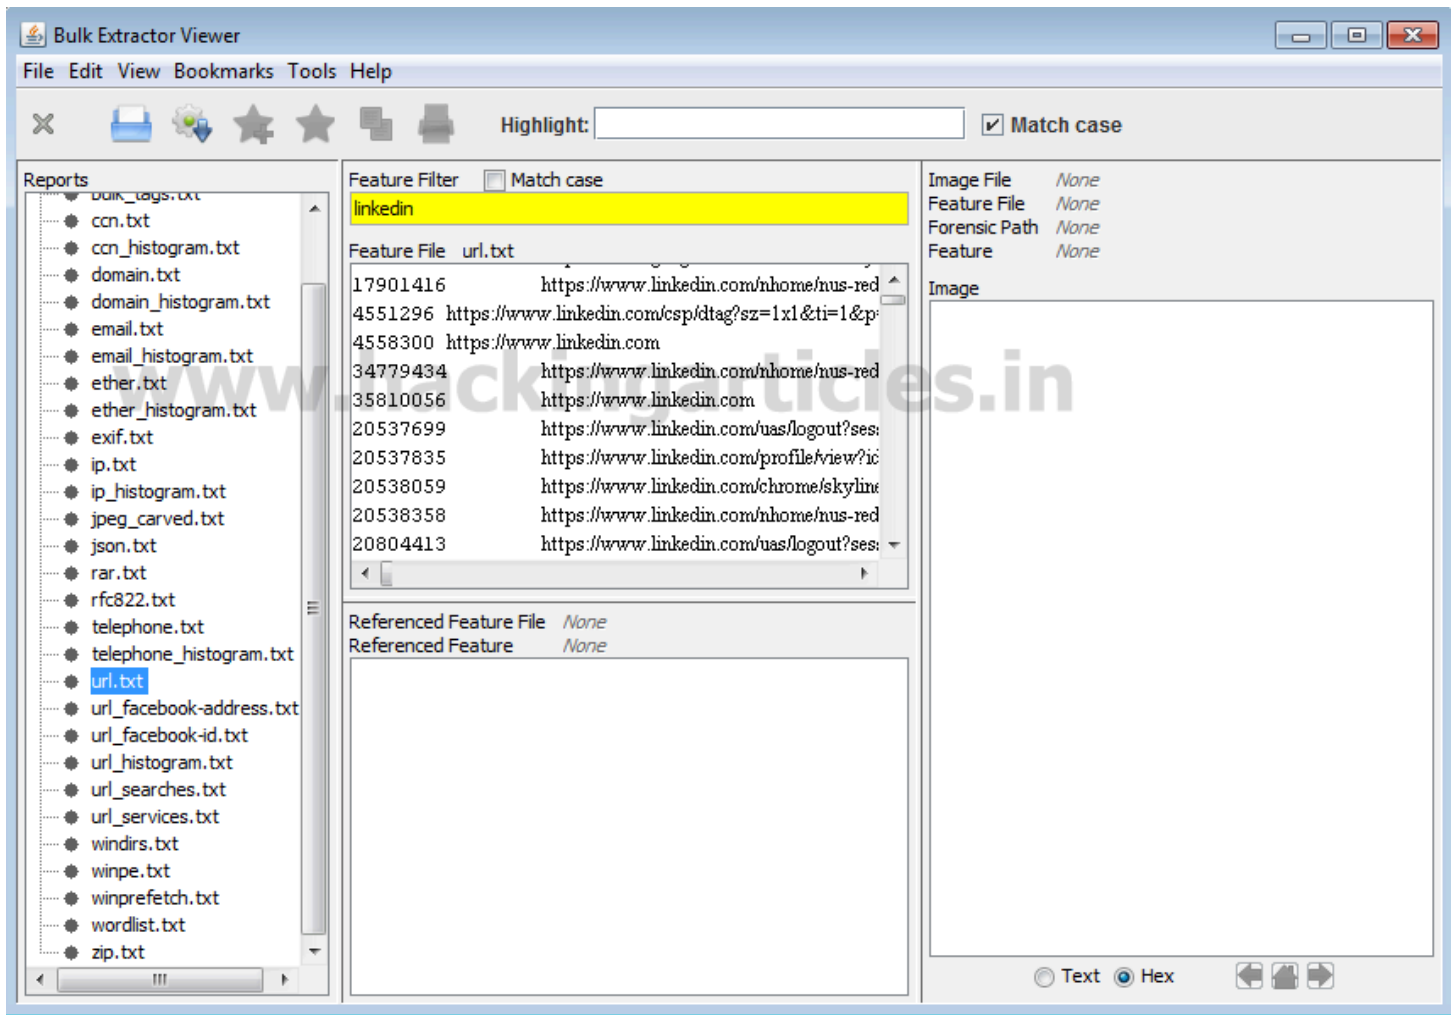 Bulk Extractor Viewer
File Edit View Bookmarks Tools Help
Highlight:
Match case
Reports
bulk_tags.txt
ccn.txt
ccn_histogram.txt
domain.txt
domain_histogram.txt
email.txt
email_histogram.txt
ether.txt
ether_histogram.txt
exif.txt
ip.txt
ip_histogram.txt
jpeg_carved.txt
json.txt
rar.txt
rfc822.txt
telephone.txt
telephone_histogram.txt
url.txt
url_facebook-address.txt
url_facebook-id.txt
url_histogram.txt
url_searches.txt
url_services.txt
windirs.txt
winpe.txt
winprefetch.txt
wordlist.txt
zip.txt
Feature Filter Match case
linkedin
Feature File url.txt
17901416 https://www.linkedin.com/nhome/nus-red
4551296 https://www.linkedin.com/csp/dtag?sz=1x1&ti=1&p
4558300 https://www.linkedin.com
34779434 https://www.linkedin.com/nhome/nus-red
35810056 https://www.linkedin.com
20537699 https://www.linkedin.com/uas/logout?ses
20537835 https://www.linkedin.com/profile/view?id
20538059 https://www.linkedin.com/chrome/skyline
20538358 https://www.linkedin.com/nhome/nus-red
20804413 https://www.linkedin.com/uas/logout?ses
Referenced Feature File None
Referenced Feature None
Image File None
Feature File None
Forensic Path None
Feature None
Image
Text Hex
www.hackingarticles.in